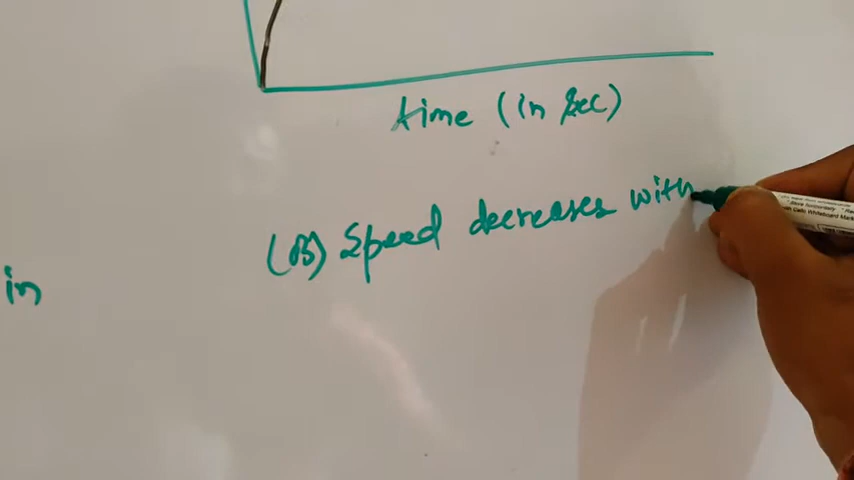 time (in sec)
(B) Speed decreases with
in